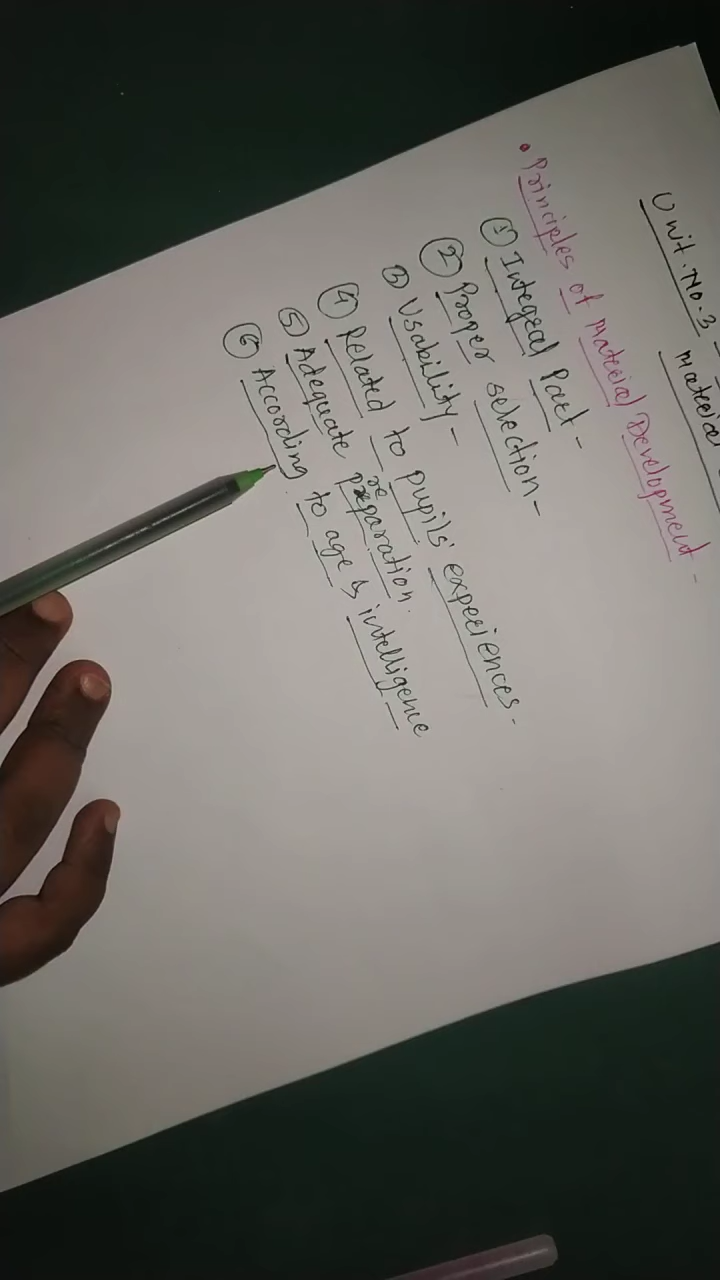 Unit. No. 3
Material
• Principles of Material Development -
① Integral Part -
② Proper selection -
③ Usability -
④ Related to pupils' experiences -
⑤ Adequate preparation.
⑥ According to age & intelligence